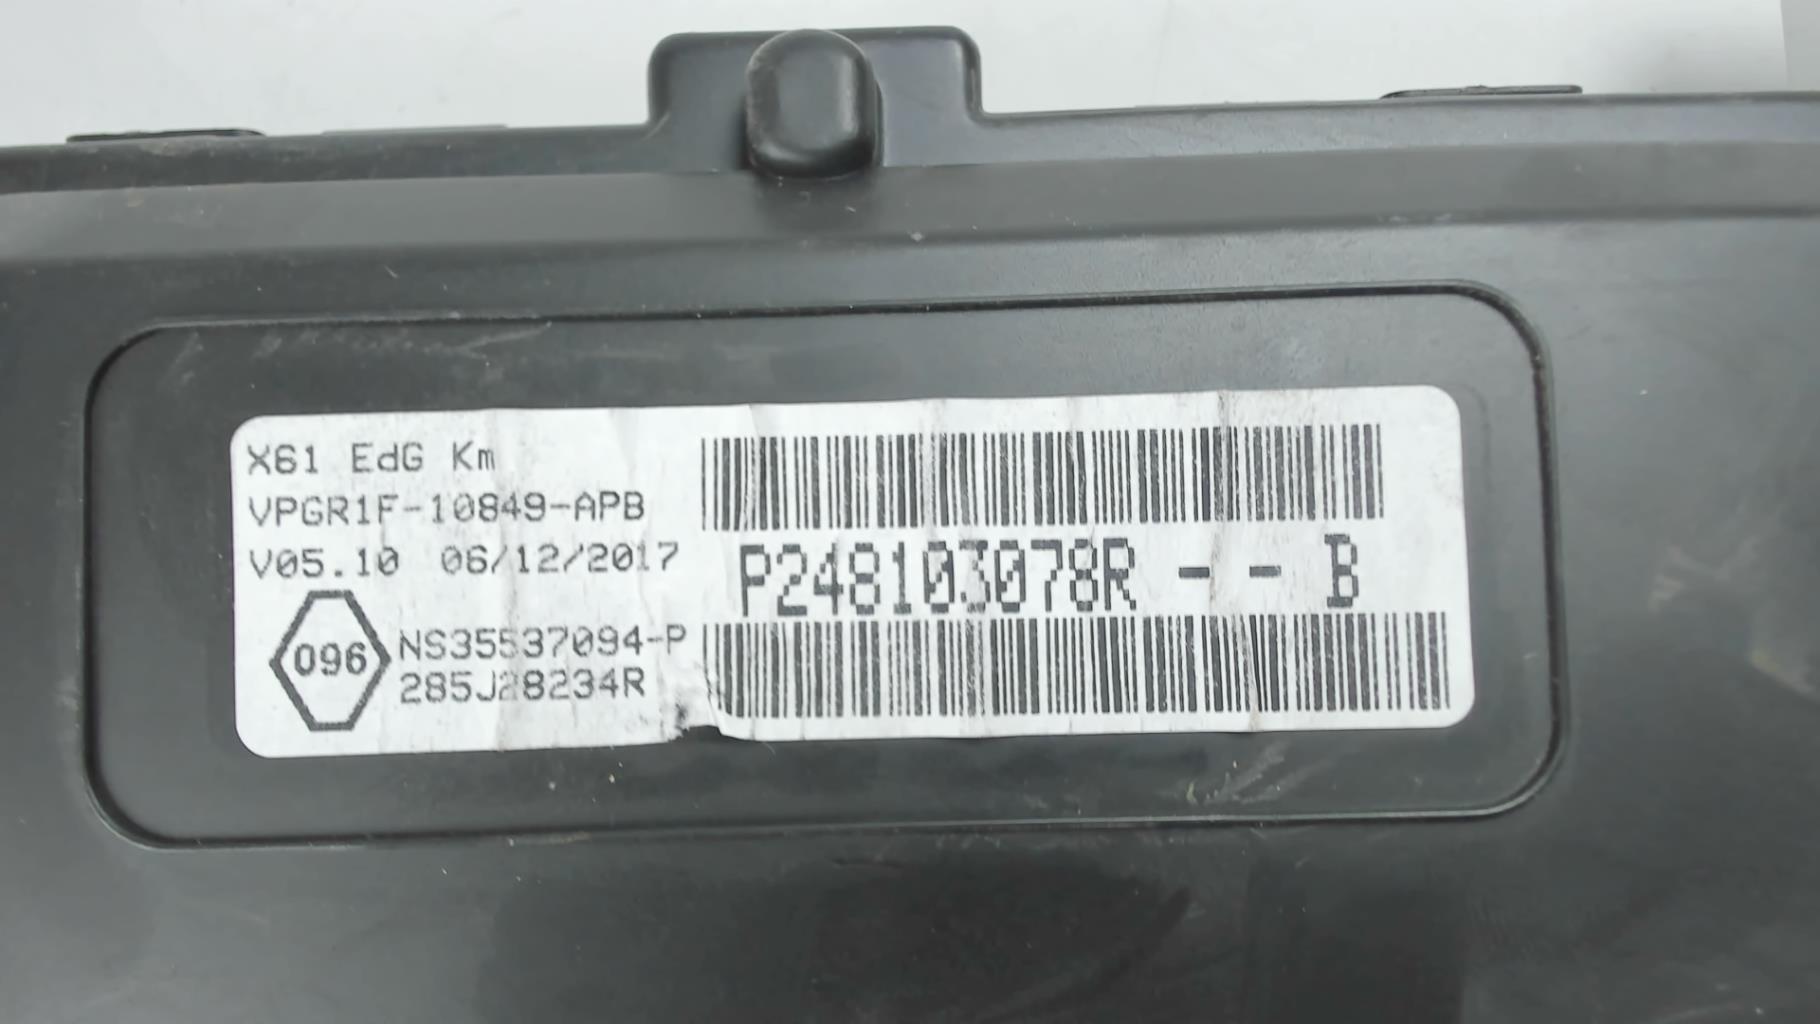 X61 EdG Km
VPGR1F-10849-APB
V05.10 06/12/2017
096
NS35537094-P
285J28234R
P248103078R - - B